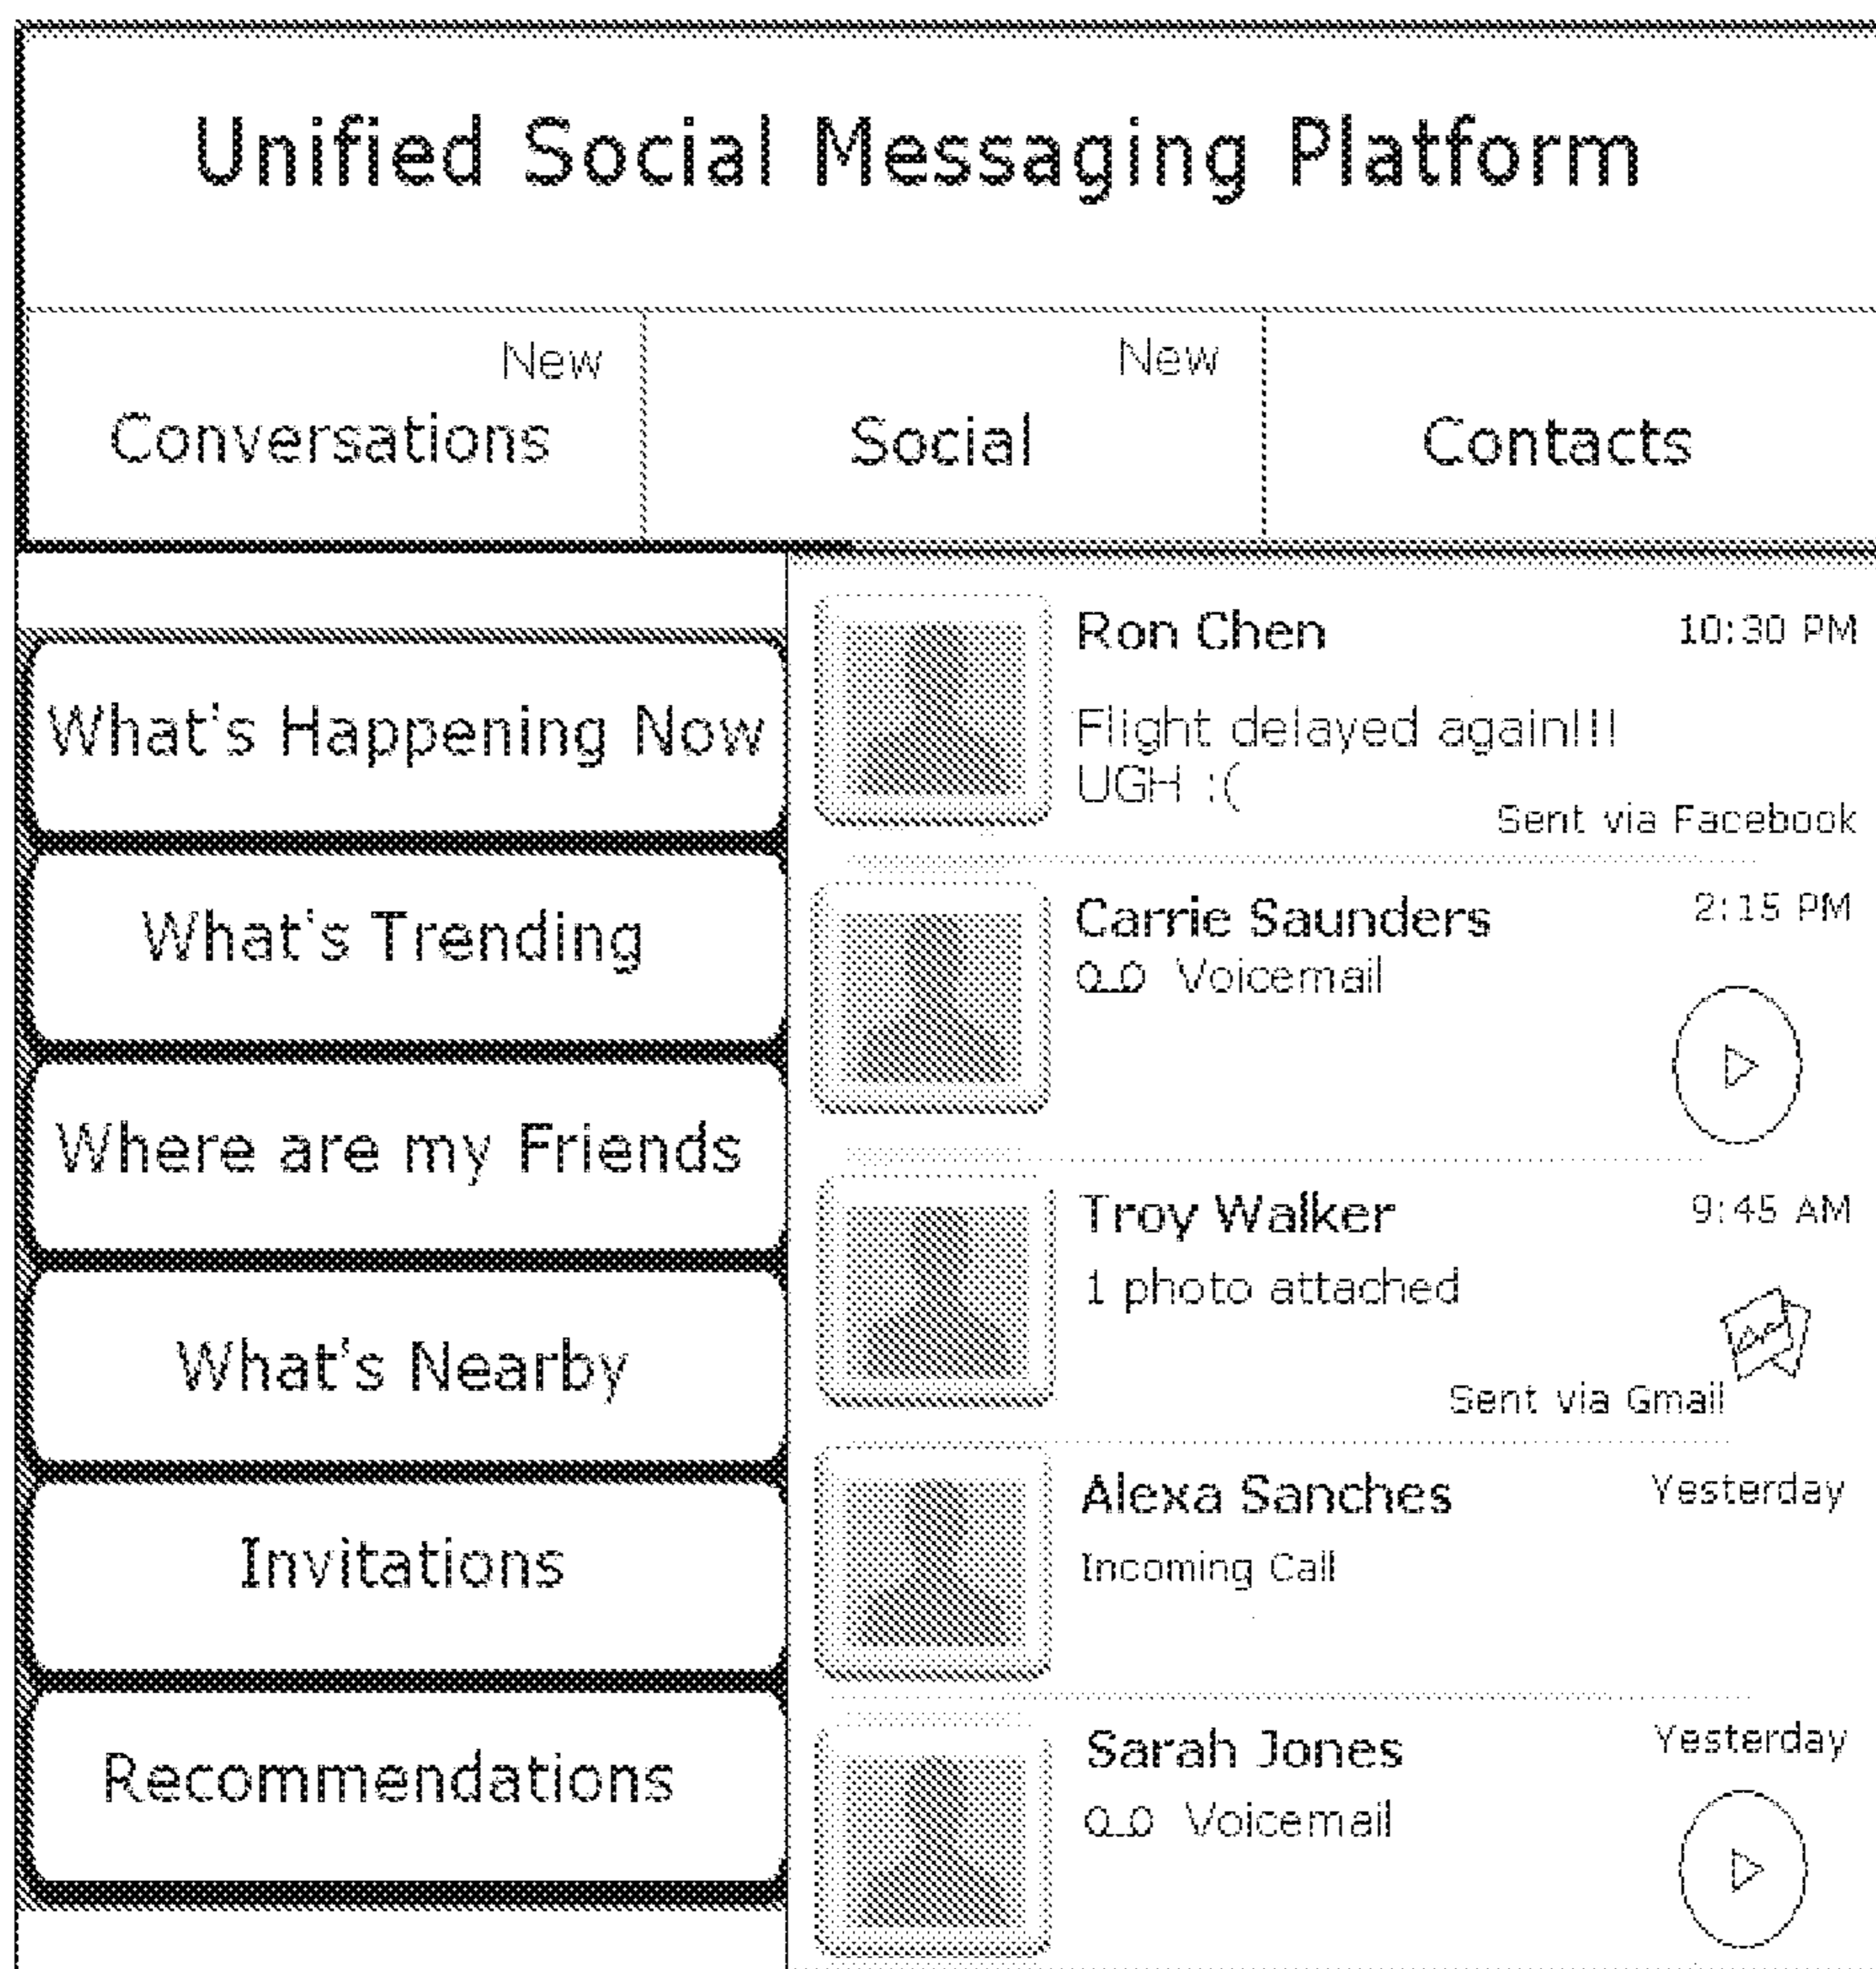 Unified Social Messaging Platform
New
Conversations
New
Social
Contacts
What's Happening Now
What's Trending
Where are my Friends
What's Nearby
Invitations
Recommendations
Ron Chen
10:30 PM
Flight delayed again!!!
UGH :(
Sent via Facebook
Carrie Saunders
2:15 PM
Voicemail
Troy Walker
9:45 AM
1 photo attached
Sent via Gmail
Alexa Sanches
Yesterday
Incoming Call
Sarah Jones
Yesterday
Voicemail